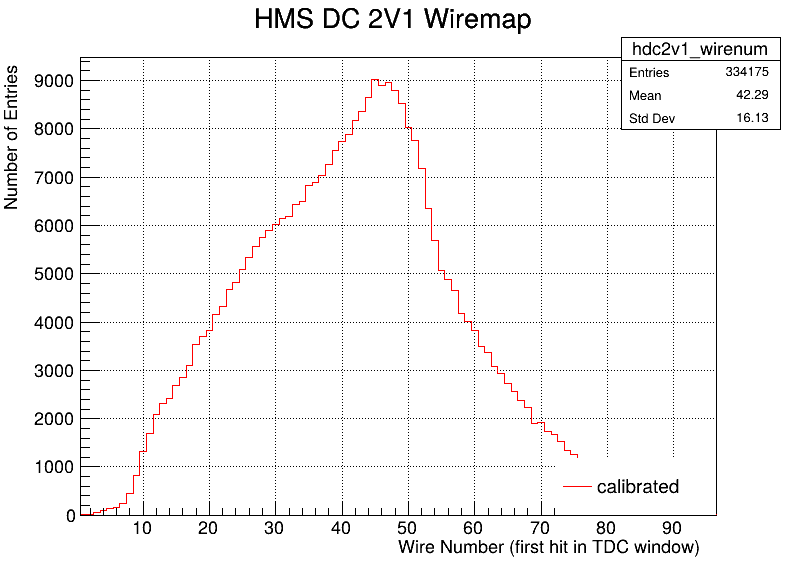 HMS DC 2V1 Wiremap
hdc2v1_wirenum
Entries 334175
Mean 42.29
Std Dev 16.13
Number of Entries
9000
8000
7000
6000
5000
4000
3000
2000
1000
0
10 20 30 40 50 60 70 80 90
Wire Number (first hit in TDC window)
calibrated